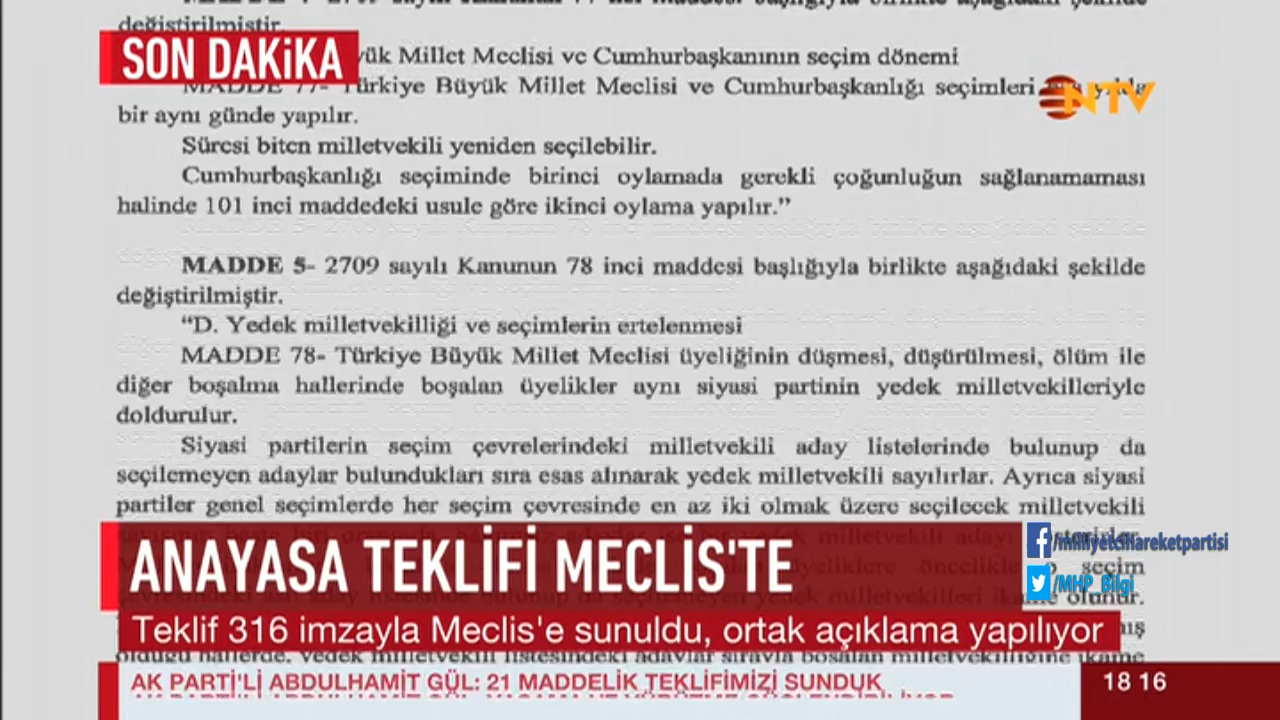 değiştirilmiştir.
SON DAKİKA
Millet Meclisi ve Cumhurbaşkanının seçim dönemi
MADDE 77- Türkiye Büyük Millet Meclisi ve Cumhurbaşkanlığı seçimleri
NTV
bir aynı günde yapılır.
Süresi biten milletvekili yeniden seçilebilir.
Cumhurbaşkanlığı seçiminde birinci oylamada gerekli çoğunluğun sağlanamaması
halinde 101 inci maddedeki usule göre ikinci oylama yapılır.”
MADDE 5- 2709 sayılı Kanunun 78 inci maddesi başlığıyla birlikte aşağıdaki şekilde
değiştirilmiştir.
“D. Yedek milletvekilliği ve seçimlerin ertelenmesi
MADDE 78- Türkiye Büyük Millet Meclisi üyeliğinin düşmesi, düşürülmesi, ölüm ile
diğer boşalma hallerinde boşalan üyelikler aynı siyasi partinin yedek milletvekilleriyle
doldurulur.
Siyasi partilerin seçim çevrelerindeki milletvekili aday listelerinde bulunup da
seçilemeyen adaylar bulundukları sıra esas alınarak yedek milletvekili sayılırlar. Ayrıca siyasi
partiler genel seçimlerde her seçim çevresinde en az iki olmak üzere seçilecek milletvekili
/milliyetcihareketpartisi
seçim
/MHP_Bilgi
olunur.
ANAYASA TEKLİFİ MECLİS'TE
Teklif 316 imzayla Meclis'e sunuldu, ortak açıklama yapılıyor
AK PARTİ'Lİ ABDULHAMİT GÜL: 21 MADDELİK TEKLİFİMİZİ SUNDUK
18 16